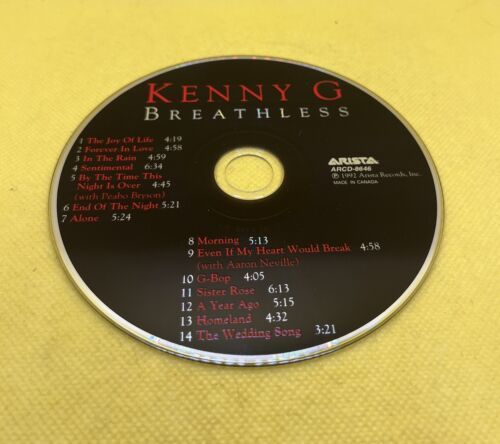 KENNY G
BREATHLESS
1 The Joy Of Life 4:19
2 Forever In Love 4:58
3 In The Rain 4:59
4 Sentimental 6:34
5 By The Time This
Night Is Over 4:45
(with Peabo Bryson)
6 End Of The Night 5:21
7 Alone 5:24
ARISTA
ARCD-8646
℗ 1992 Arista Records, Inc.
MADE IN CANADA
8 Morning 5:13
9 Even If My Heart Would Break 4:58
(with Aaron Neville)
10 G-Bop 4:05
11 Sister Rose 6:13
12 A Year Ago 5:15
13 Homeland 4:32
14 The Wedding Song 3:21